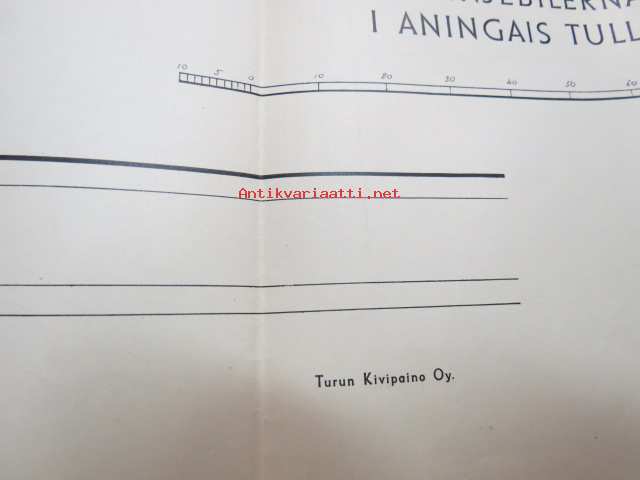 I ANINGAIS TULL
10 5 0 10 20 30 40 50 60
Antikvariaatti.net
Turun Kivipaino Oy.